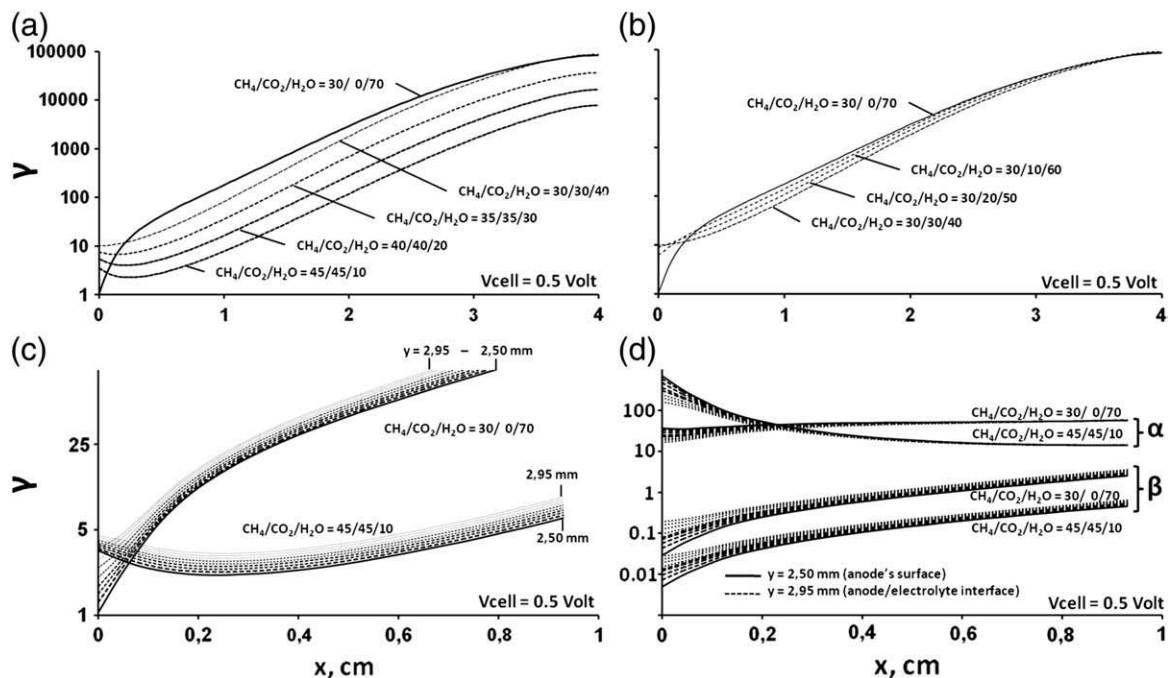 (a)
100000
10000
1000
100
10
1
γ
CH₄/CO₂/H₂O = 30/ 0/70
CH₄/CO₂/H₂O = 30/30/40
CH₄/CO₂/H₂O = 35/35/30
CH₄/CO₂/H₂O = 40/40/20
CH₄/CO₂/H₂O = 45/45/10
Vcell = 0.5 Volt
0 1 2 3 4
(b)
CH₄/CO₂/H₂O = 30/ 0/70
CH₄/CO₂/H₂O = 30/10/60
CH₄/CO₂/H₂O = 30/20/50
CH₄/CO₂/H₂O = 30/30/40
Vcell = 0.5 Volt
0 1 2 3 4
(c)
y = 2,95 – 2,50 mm
25
5
1
γ
CH₄/CO₂/H₂O = 30/ 0/70
2,95 mm
CH₄/CO₂/H₂O = 45/45/10
2,50 mm
Vcell = 0.5 Volt
0 0,2 0,4 0,6 0,8 1
x, cm
(d)
100
10
1
0.1
0.01
CH₄/CO₂/H₂O = 30/ 0/70
α
CH₄/CO₂/H₂O = 45/45/10
β
CH₄/CO₂/H₂O = 30/ 0/70
CH₄/CO₂/H₂O = 45/45/10
y = 2,50 mm (anode's surface)
y = 2,95 mm (anode/electrolyte interface)
Vcell = 0.5 Volt
0 0,2 0,4 0,6 0,8 1
x, cm